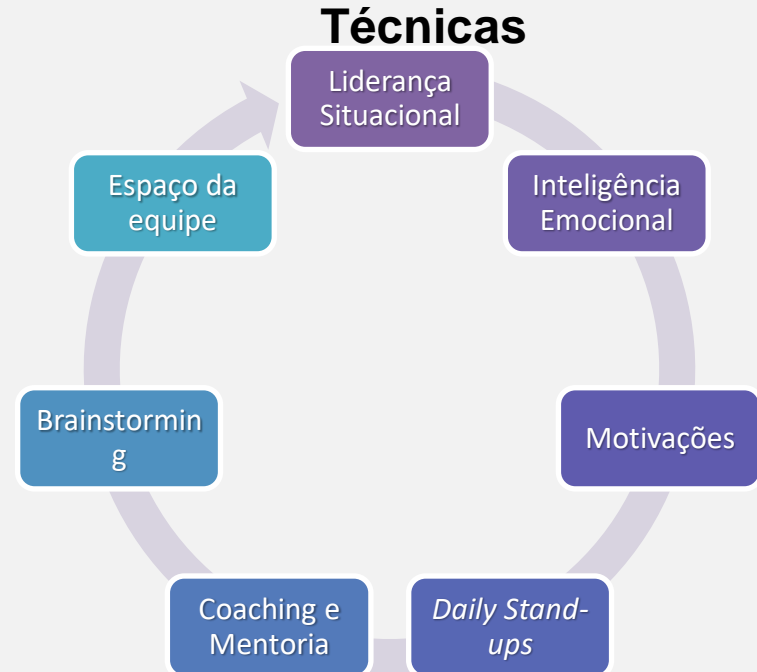 Técnicas
Liderança
Situacional
Inteligência
Emocional
Motivações
Daily Stand-
ups
Coaching e
Mentoria
Brainstormin
g
Espaço da
equipe